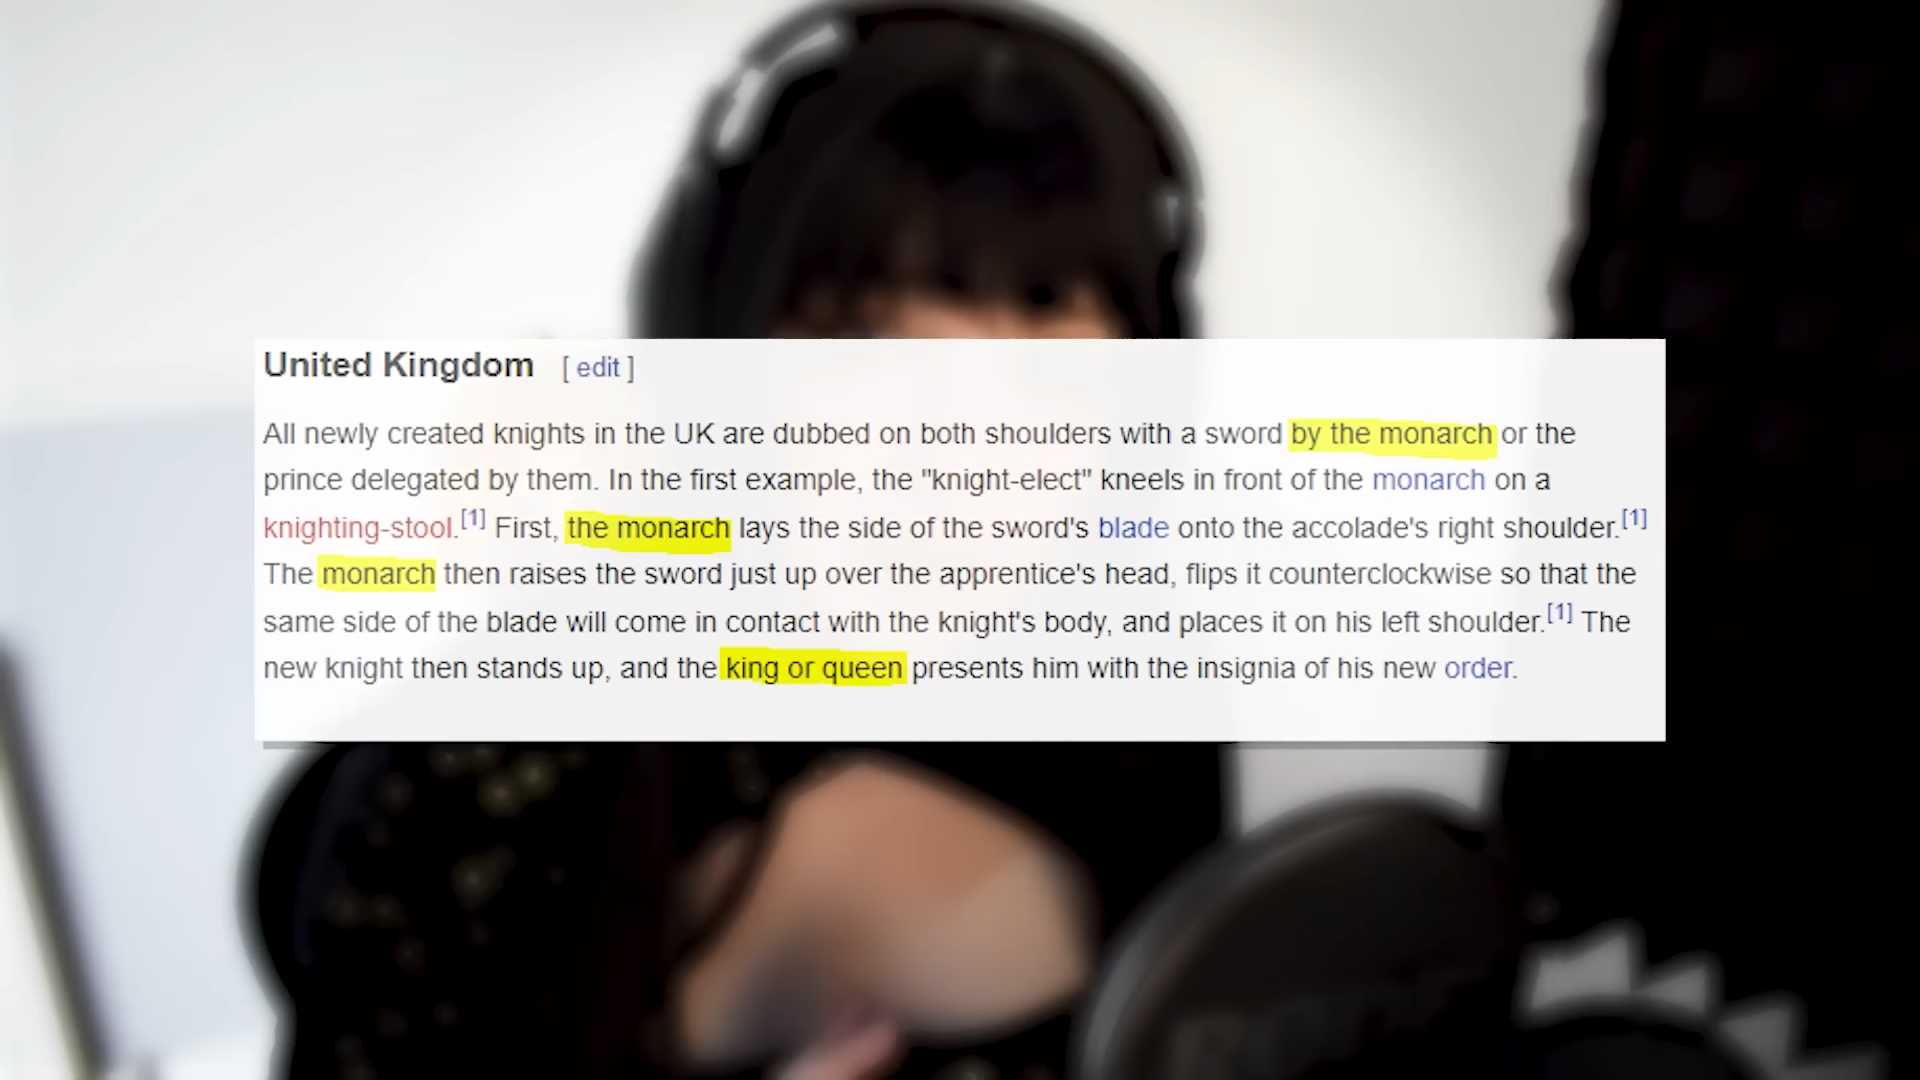 United Kingdom [ edit ]
All newly created knights in the UK are dubbed on both shoulders with a sword by the monarch or the
prince delegated by them. In the first example, the "knight-elect" kneels in front of the monarch on a
knighting-stool.[1] First, the monarch lays the side of the sword's blade onto the accolade's right shoulder.[1]
The monarch then raises the sword just up over the apprentice's head, flips it counterclockwise so that the
same side of the blade will come in contact with the knight's body, and places it on his left shoulder.[1] The
new knight then stands up, and the king or queen presents him with the insignia of his new order.